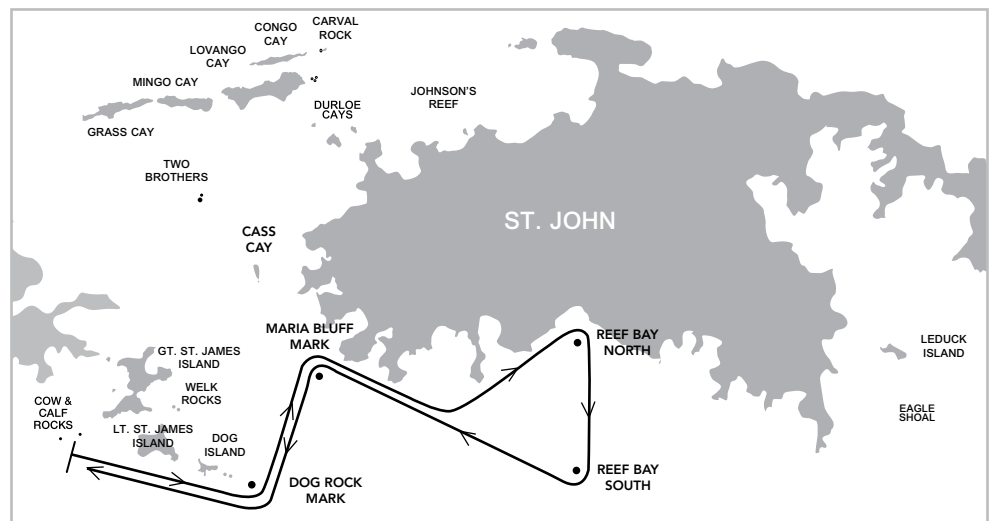 CARVAL
ROCK
CONGO
CAY
LOVANGO
CAY
MINGO CAY
JOHNSON'S
REEF
DURLOE
CAYS
GRASS CAY
TWO
BROTHERS
ST. JOHN
CASS
CAY
MARIA BLUFF
MARK
REEF BAY
NORTH
LEDUCK
ISLAND
GT. ST. JAMES
ISLAND
WELK
ROCKS
COW &
CALF
ROCKS
EAGLE
SHOAL
LT. ST. JAMES
ISLAND
DOG
ISLAND
REEF BAY
SOUTH
DOG ROCK
MARK